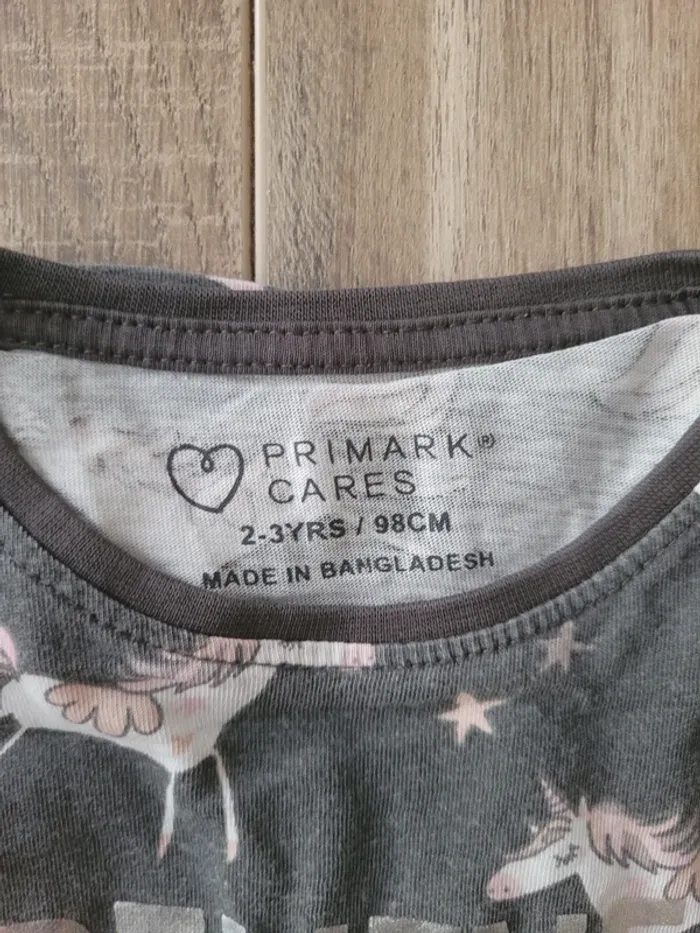 PRIMARK®
CARES
2-3YRS / 98CM
MADE IN BANGLADESH